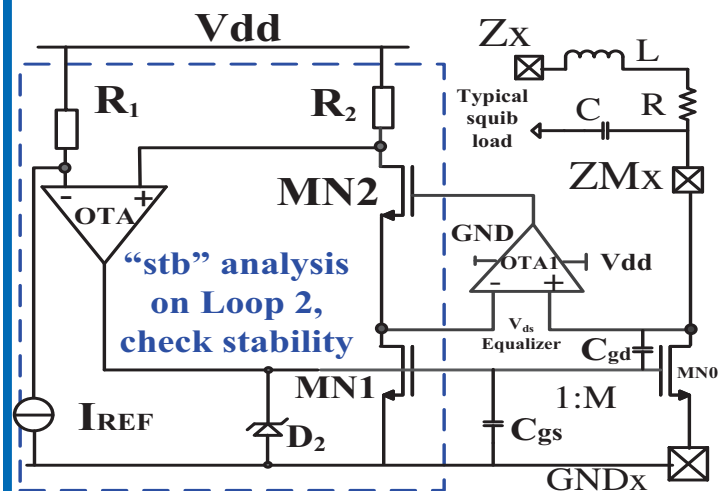 Vdd
Zx
L
R1
R2
Typical
squib
load
C
R
ZMx
- +
OTA
MN2
GND
OTA1
Vdd
- +
"stb" analysis
on Loop 2,
check stability
Vds
Equalizer
Cgd
MN1
MN0
1:M
IREF
D2
Cgs
GNDx